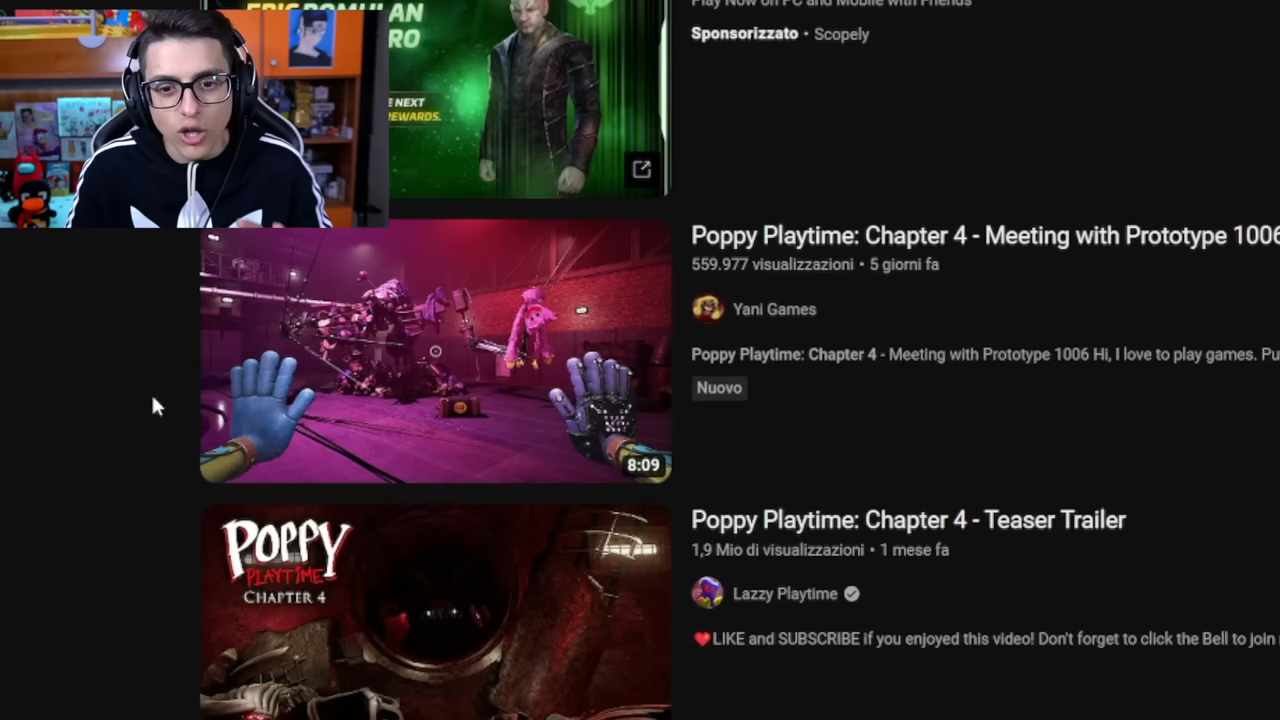 Play Now on PC and Mobile with Friends
EPIC ROMULAN
RO
E NEXT
REWARDS.
Sponsorizzato • Scopely
Poppy Playtime: Chapter 4 - Meeting with Prototype 1006
559.977 visualizzazioni • 5 giorni fa
Yani Games
Poppy Playtime: Chapter 4 - Meeting with Prototype 1006 Hi, I love to play games. Pu
Nuovo
8:09
Poppy Playtime: Chapter 4 - Teaser Trailer
1,9 Mio di visualizzazioni • 1 mese fa
Lazzy Playtime
❤️LIKE and SUBSCRIBE if you enjoyed this video! Don't forget to click the Bell to join
POPPY
PLAYTIME
CHAPTER 4